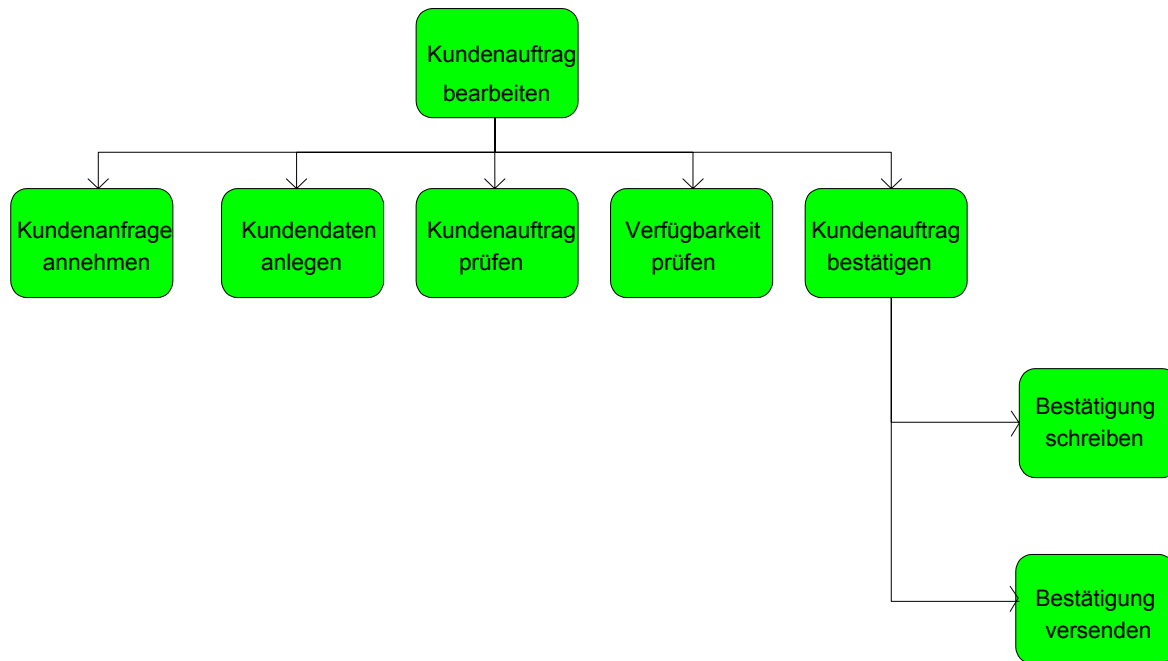 Kundenauftrag
bearbeiten
Kundenanfrage
annehmen
Kundendaten
anlegen
Kundenauftrag
prüfen
Verfügbarkeit
prüfen
Kundenauftrag
bestätigen
Bestätigung
schreiben
Bestätigung
versenden